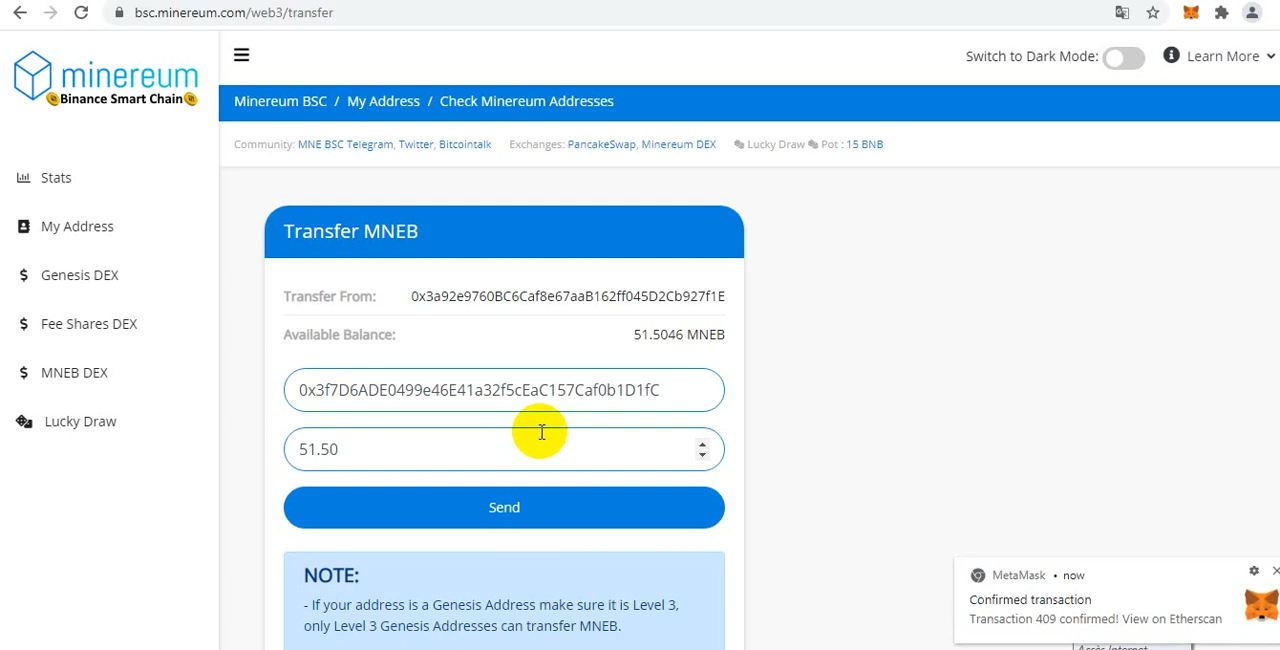 bsc.minereum.com/web3/transfer
minereum
Binance Smart Chain
Switch to Dark Mode:
Learn More
Minereum BSC / My Address / Check Minereum Addresses
Community: MNE BSC Telegram, Twitter, Bitcointalk Exchanges: PancakeSwap, Minereum DEX Lucky Draw Pot : 15 BNB
Stats
My Address
$ Genesis DEX
$ Fee Shares DEX
$ MNEB DEX
Lucky Draw
Transfer MNEB
Transfer From: 0x3a92e9760BC6Caf8e67aaB162ff045D2Cb927f1E
Available Balance: 51.5046 MNEB
0x3f7D6ADE0499e46E41a32f5cEaC157Caf0b1D1fC
51.50
Send
NOTE:
- If your address is a Genesis Address make sure it is Level 3,
only Level 3 Genesis Addresses can transfer MNEB.
MetaMask • now
Confirmed transaction
Transaction 409 confirmed! View on Etherscan
Accès Internet